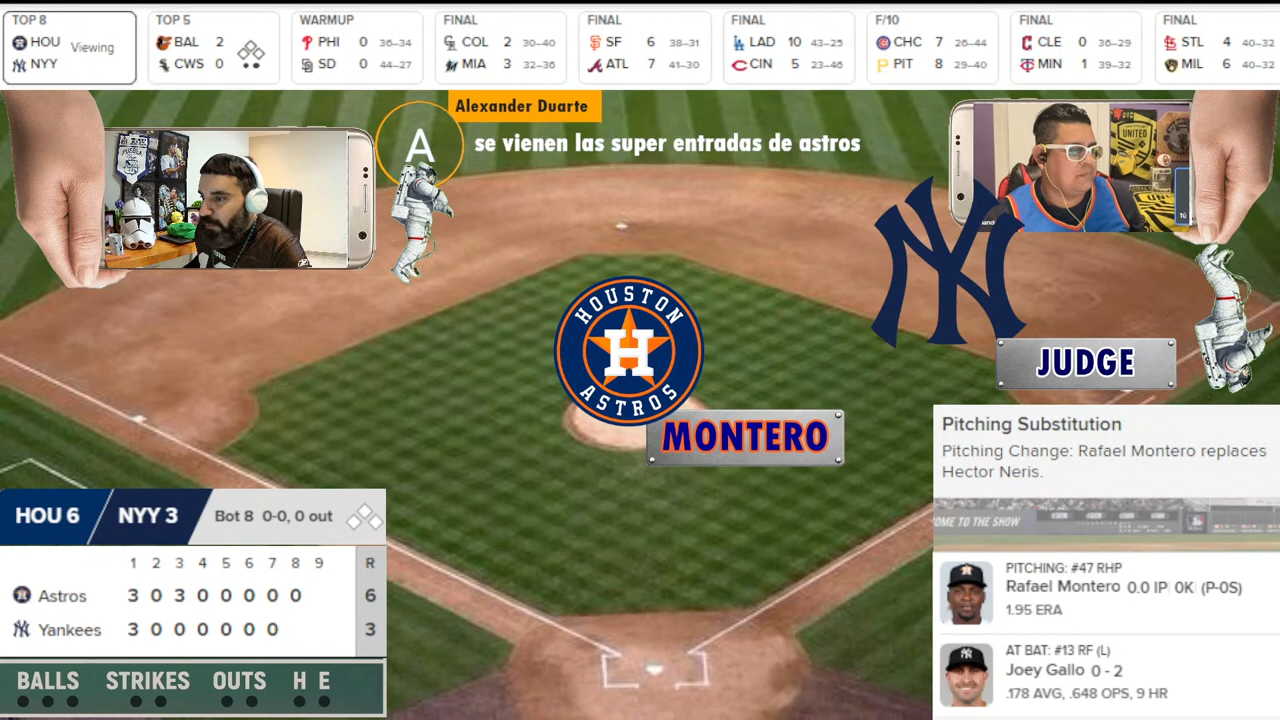 TOP 8
HOU Viewing
NYY
TOP 5
BAL 2
CWS 0
WARMUP
PHI 0 36-34
SD 0 44-27
FINAL
COL 2 30-40
MIA 3 32-36
FINAL
SF 6 38-31
ATL 7 41-30
FINAL
LAD 10 43-25
CIN 5 23-46
F/10
CHC 7 26-44
PIT 8 29-40
FINAL
CLE 0 36-29
MIN 1 39-32
FINAL
STL 4 40-32
MIL 6 40-32
Alexander Duarte
A
se vienen las super entradas de astros
UNITED
Tú
NY
HOUSTON
H
ASTROS
JUDGE
MONTERO
Pitching Substitution
Pitching Change: Rafael Montero replaces
Hector Neris.
OME TO THE SHOW
PITCHING: #47 RHP
Rafael Montero 0.0 IP 0K (P-0S)
1.95 ERA
AT BAT: #13 RF (L)
Joey Gallo 0 - 2
.178 AVG, .648 OPS, 9 HR
HOU 6 NYY 3 Bot 8 0-0, 0 out
1 2 3 4 5 6 7 8 9 R
Astros 3 0 3 0 0 0 0 0 6
Yankees 3 0 0 0 0 0 0 3
BALLS STRIKES OUTS H E